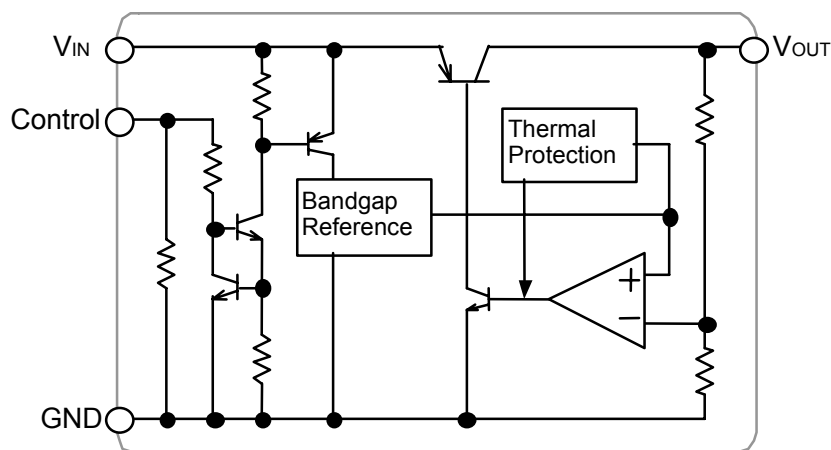 VIN
VOUT
Control
Thermal
Protection
Bandgap
Reference
+
−
GND